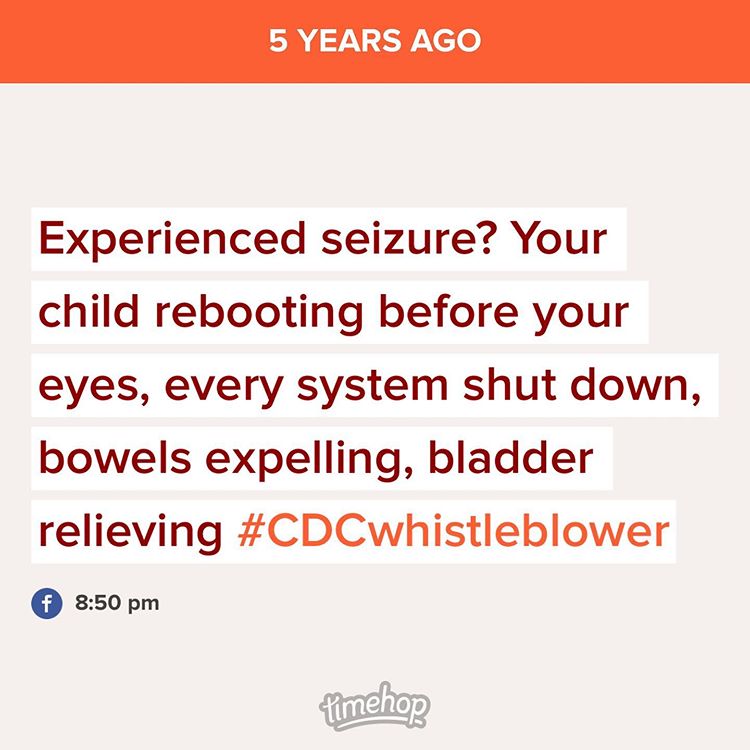 5 YEARS AGO
Experienced seizure? Your
child rebooting before your
eyes, every system shut down,
bowels expelling, bladder
relieving #CDCwhistleblower
f 8:50 pm
timehop